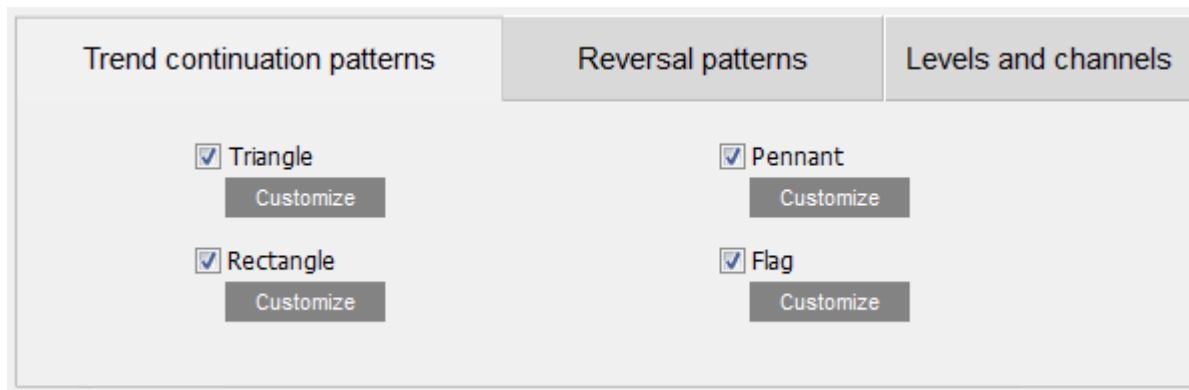 Trend continuation patterns
Reversal patterns
Levels and channels
Triangle
Pennant
Customize
Customize
Rectangle
Flag
Customize
Customize